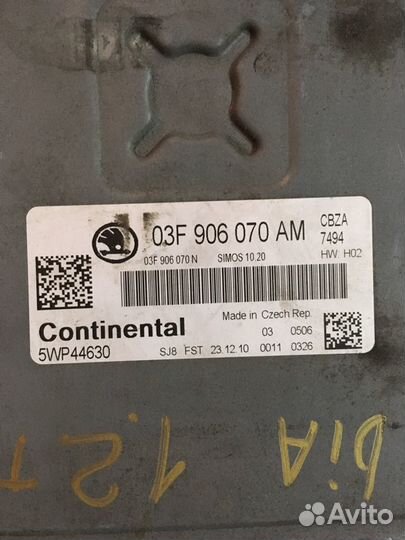 03F 906 070 AM
CBZA
7494
03F 906 070 N SIMOS 10.20 HW: H02
Continental
Made in Czech Rep.
03 0506
5WP44630 SJ8 FST 23.12.10 0011 0326
1.2 T
Avito